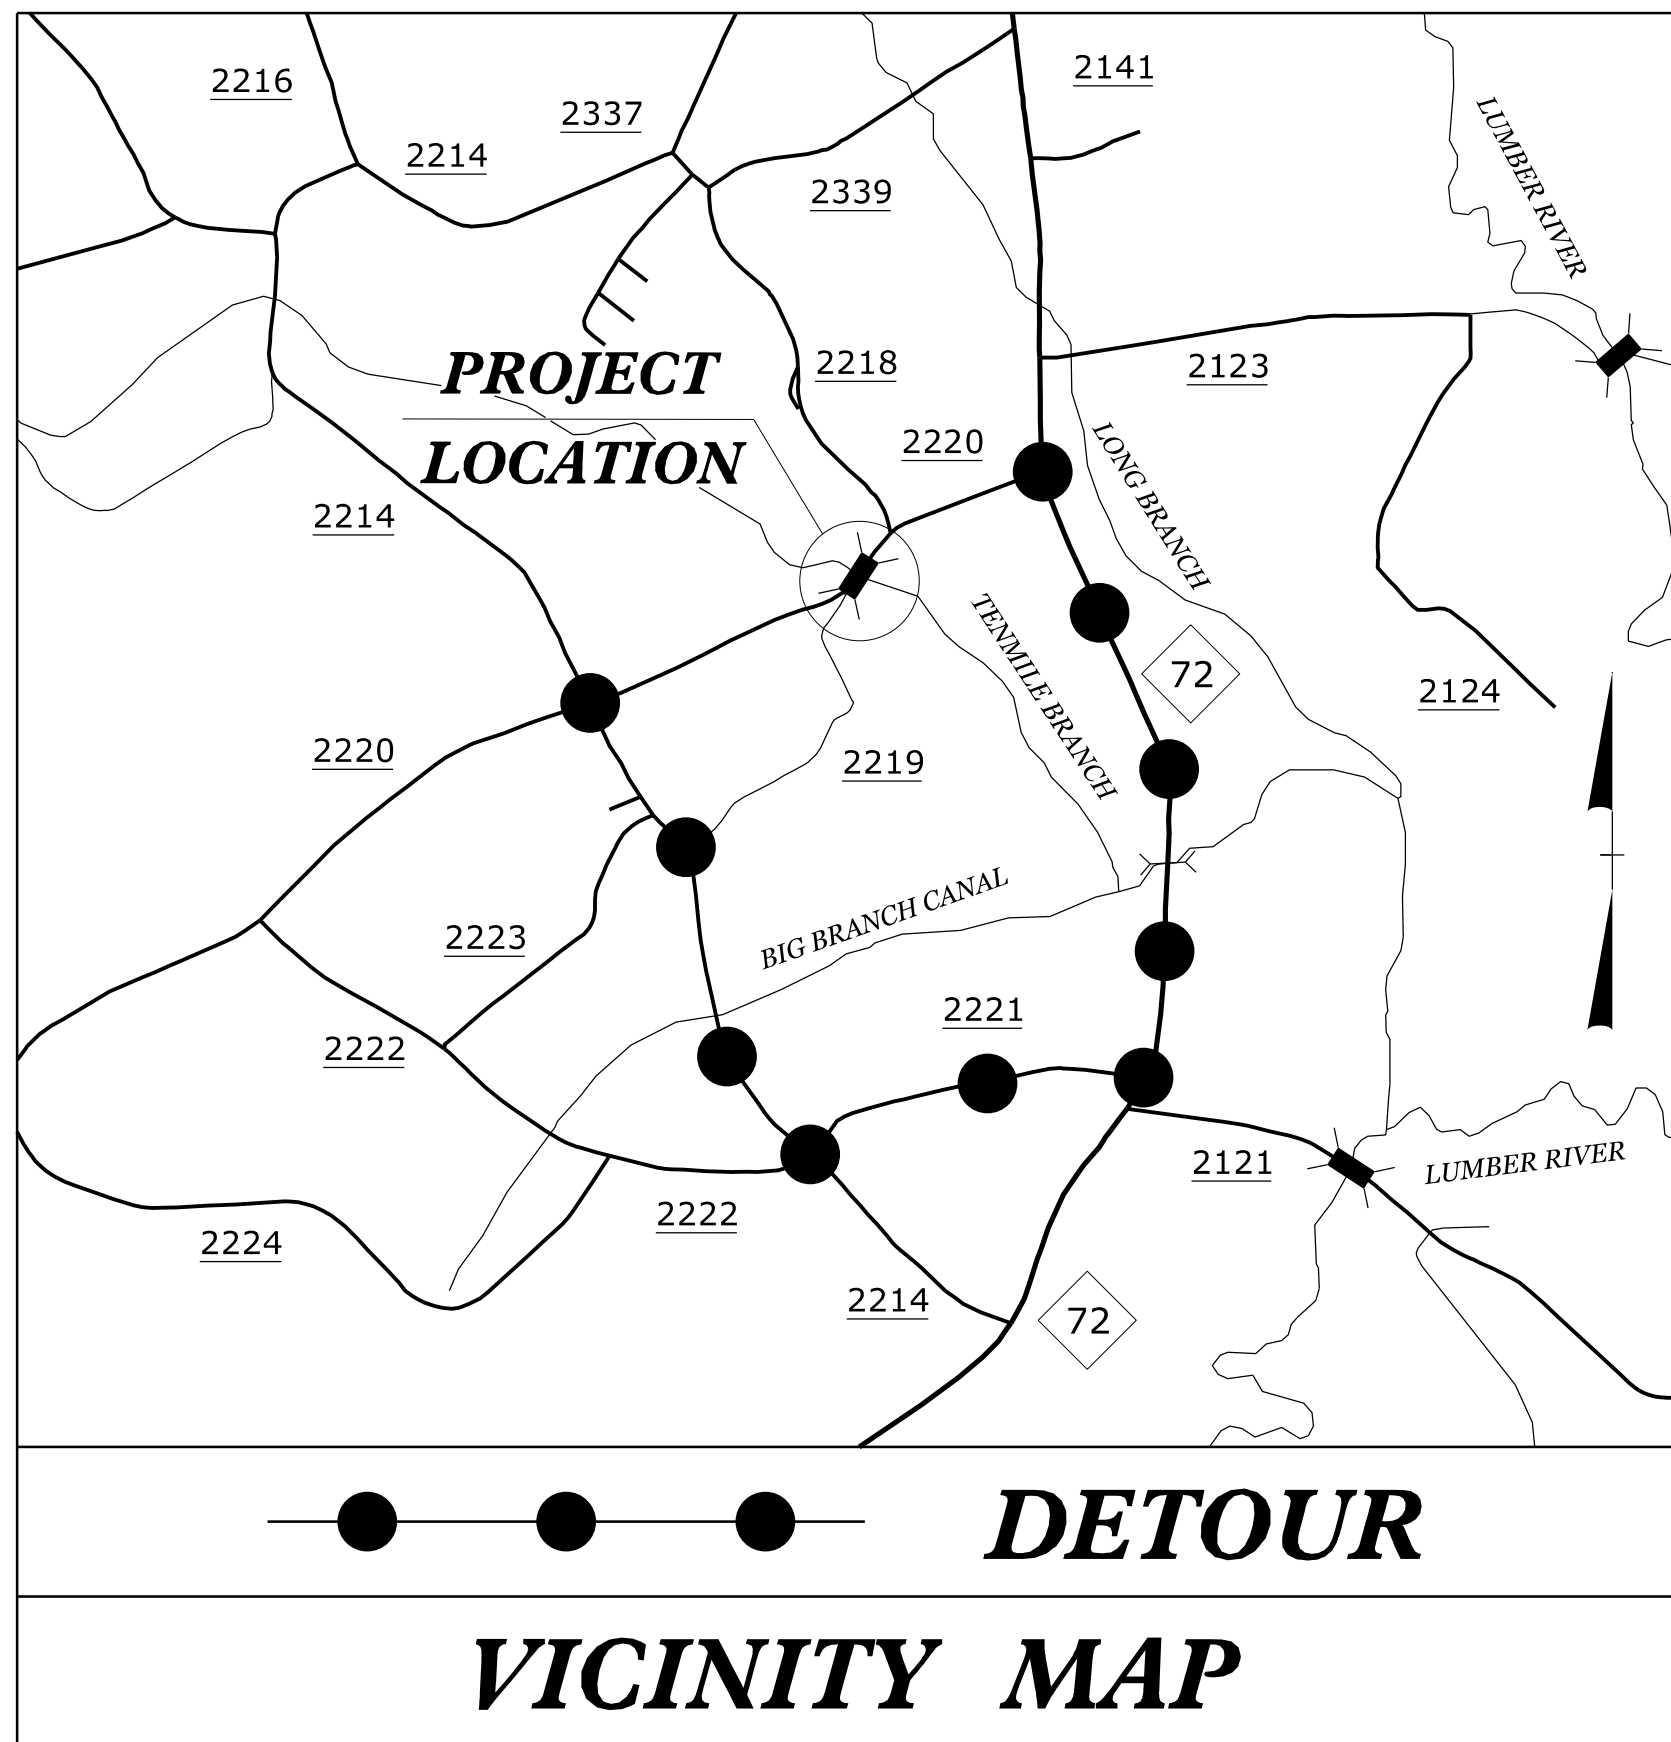 2216
2337
2214
2141
2339
LUMBER RIVER
PROJECT
LOCATION
2218
2123
2220
LONG BRANCH
2214
TENMILE BRANCH
72
2124
2220
2219
2223
BIG BRANCH CANAL
2222
2221
2222
2121
LUMBER RIVER
2224
2214
72
DETOUR
VICINITY MAP